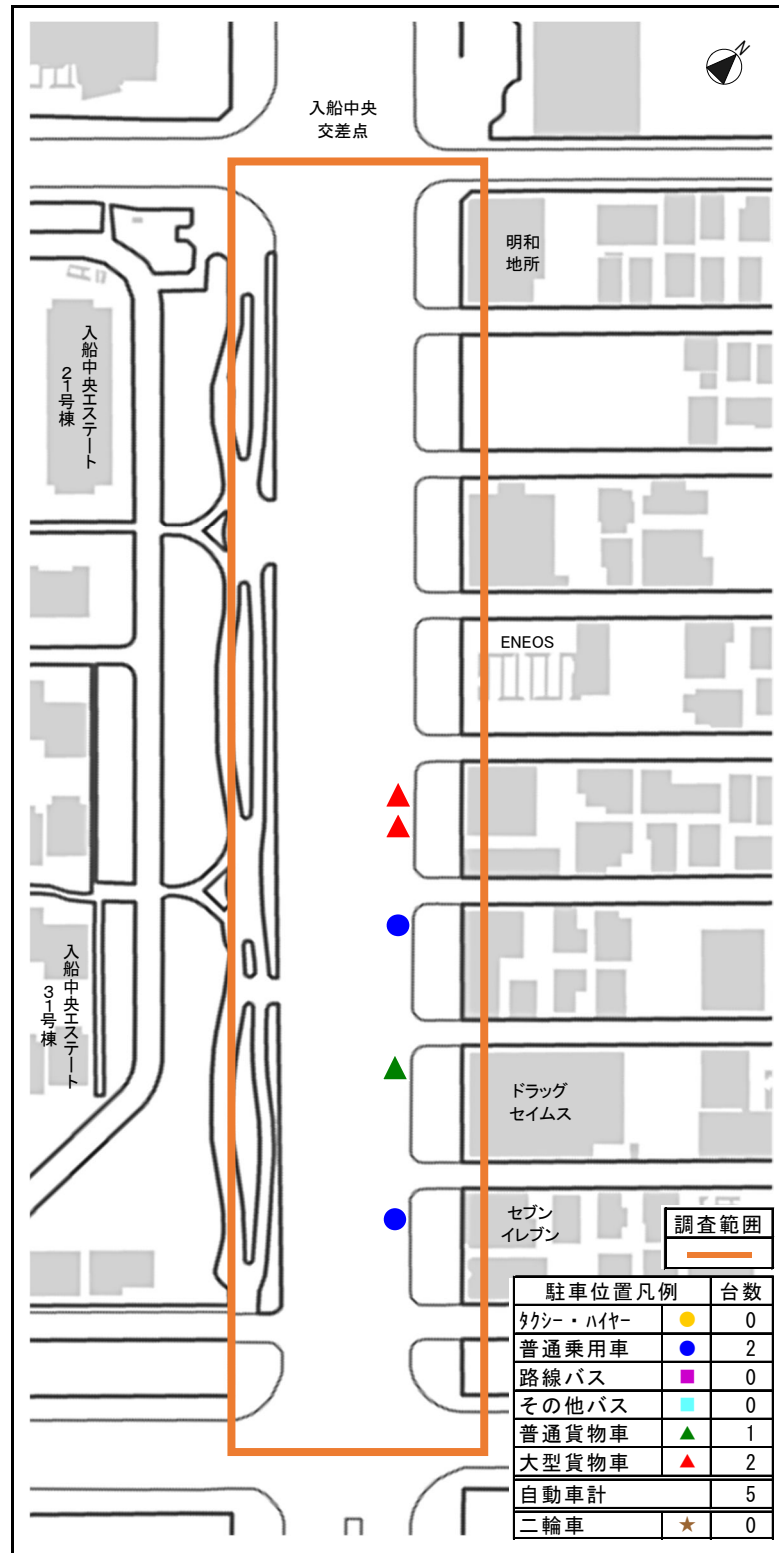 N
入船中央
交差点
明和
地所
入船中央エステート
21号棟
ENEOS
入船中央エステート
31号棟
ドラッグ
セイムス
セブン
イレブン
調査範囲
駐車位置凡例 台数
ﾀｸｼｰ・ﾊｲﾔｰ 0
普通乗用車 2
路線バス 0
その他バス 0
普通貨物車 1
大型貨物車 2
自動車計 5
二輪車 0